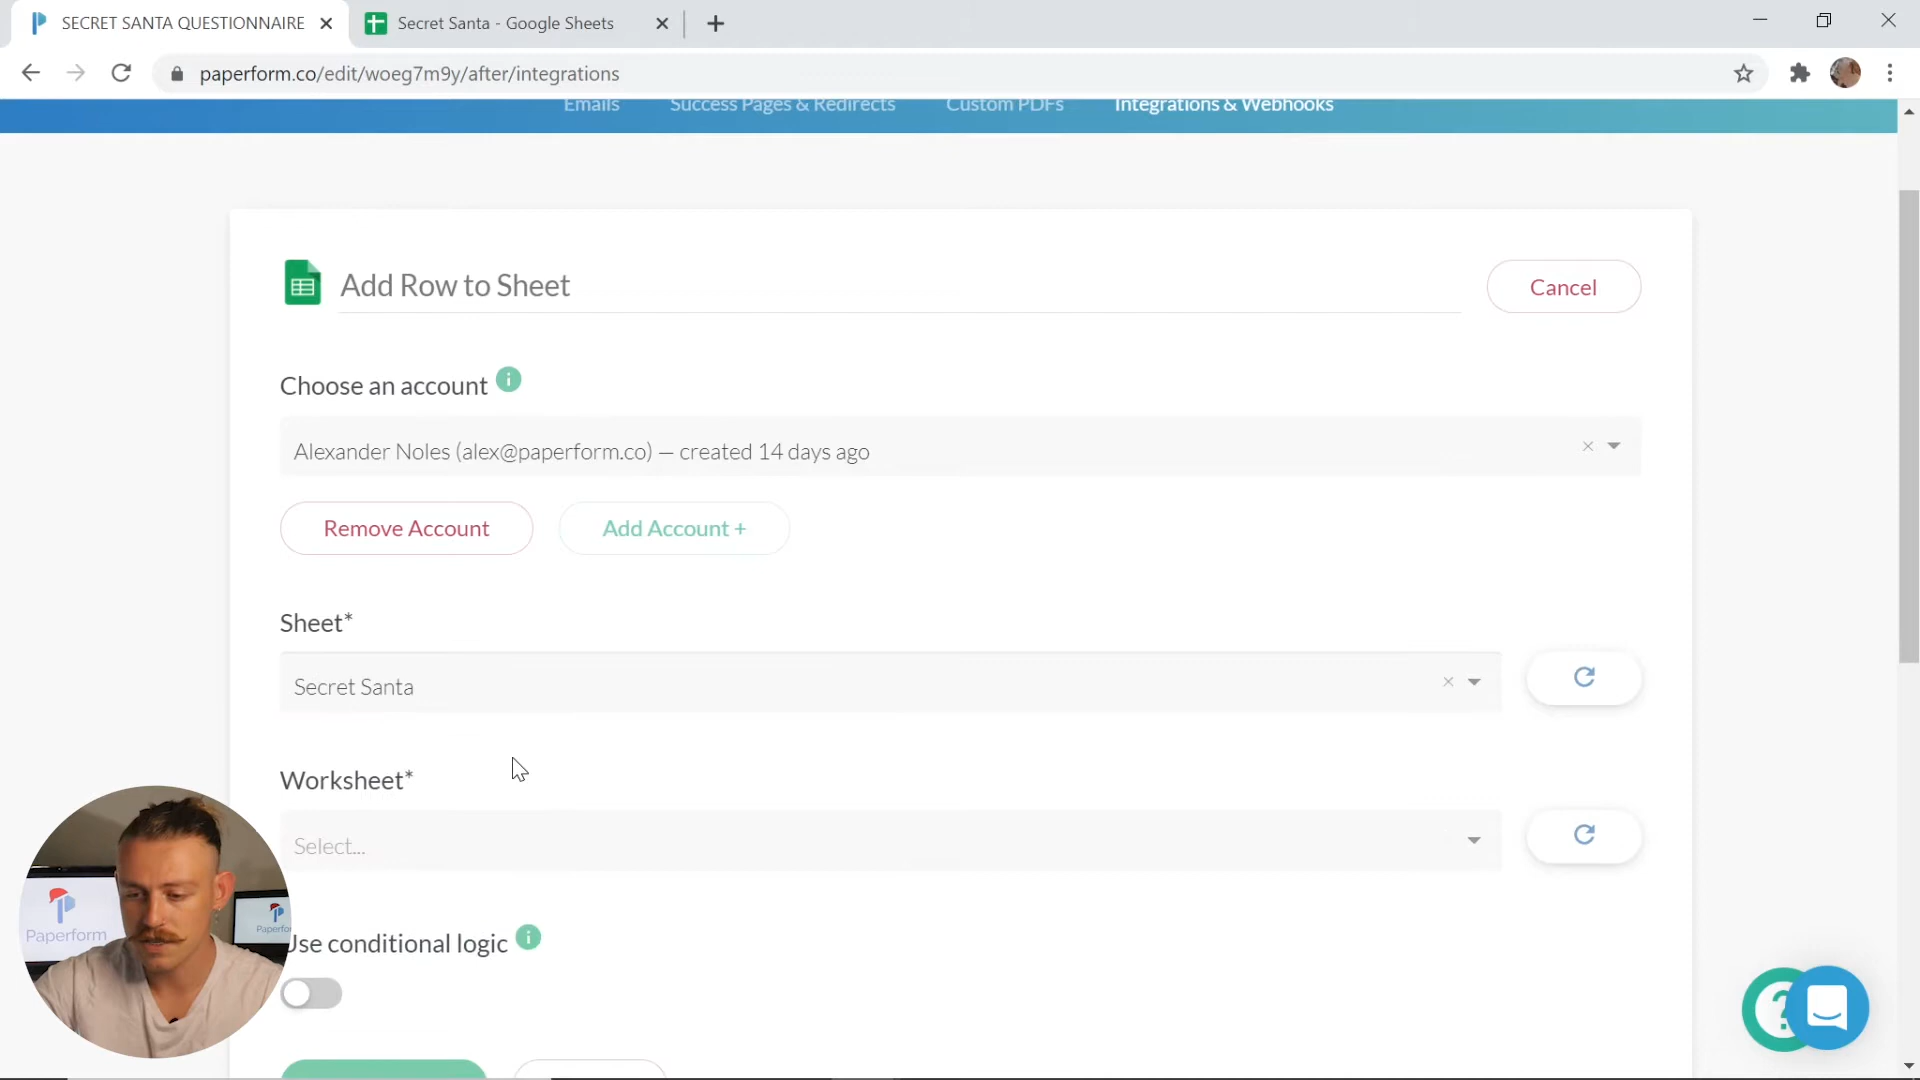 SECRET SANTA QUESTIONNAIRE
Secret Santa - Google Sheets
paperform.co/edit/woeg7m9y/after/integrations
Emails
Success Pages & Redirects
Custom PDFs
Integrations & Webhooks
Add Row to Sheet
Cancel
Choose an account
Alexander Noles (alex@paperform.co) — created 14 days ago
Remove Account
Add Account +
Sheet*
Secret Santa
Worksheet*
Select...
Use conditional logic
Paperform
Paperfo